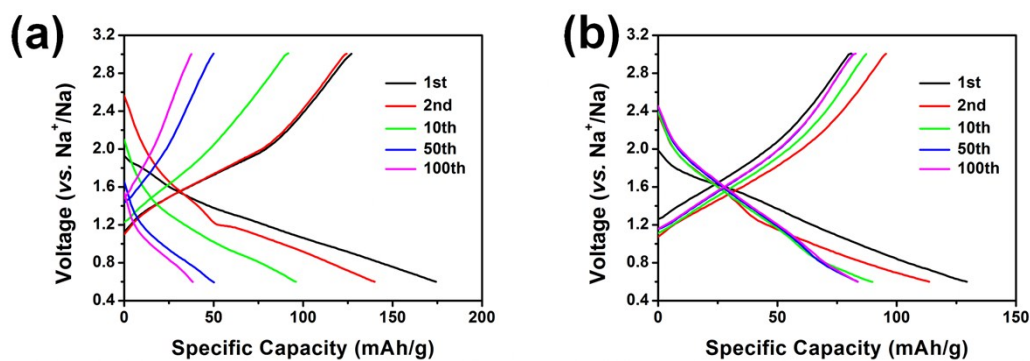 (a)
3.2
2.8
2.4
2.0
1.6
1.2
0.8
0.4
Voltage (vs. Na⁺/Na)
1st
2nd
10th
50th
100th
0
50
100
150
200
Specific Capacity (mAh/g)
(b)
3.2
2.8
2.4
2.0
1.6
1.2
0.8
0.4
Voltage (vs. Na⁺/Na)
1st
2nd
10th
50th
100th
0
50
100
150
Specific Capacity (mAh/g)